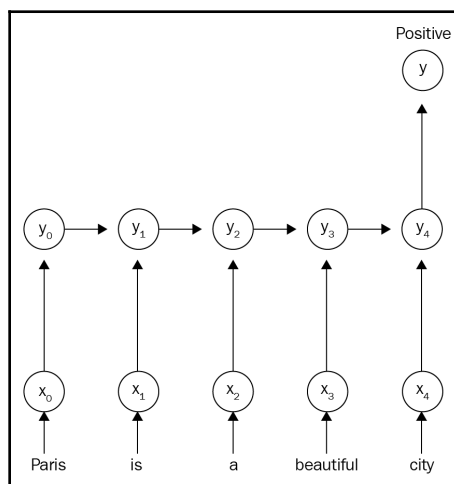 Positive
y
y₀ y₁ y₂ y₃ y₄
x₀ x₁ x₂ x₃ x₄
Paris is a beautiful city